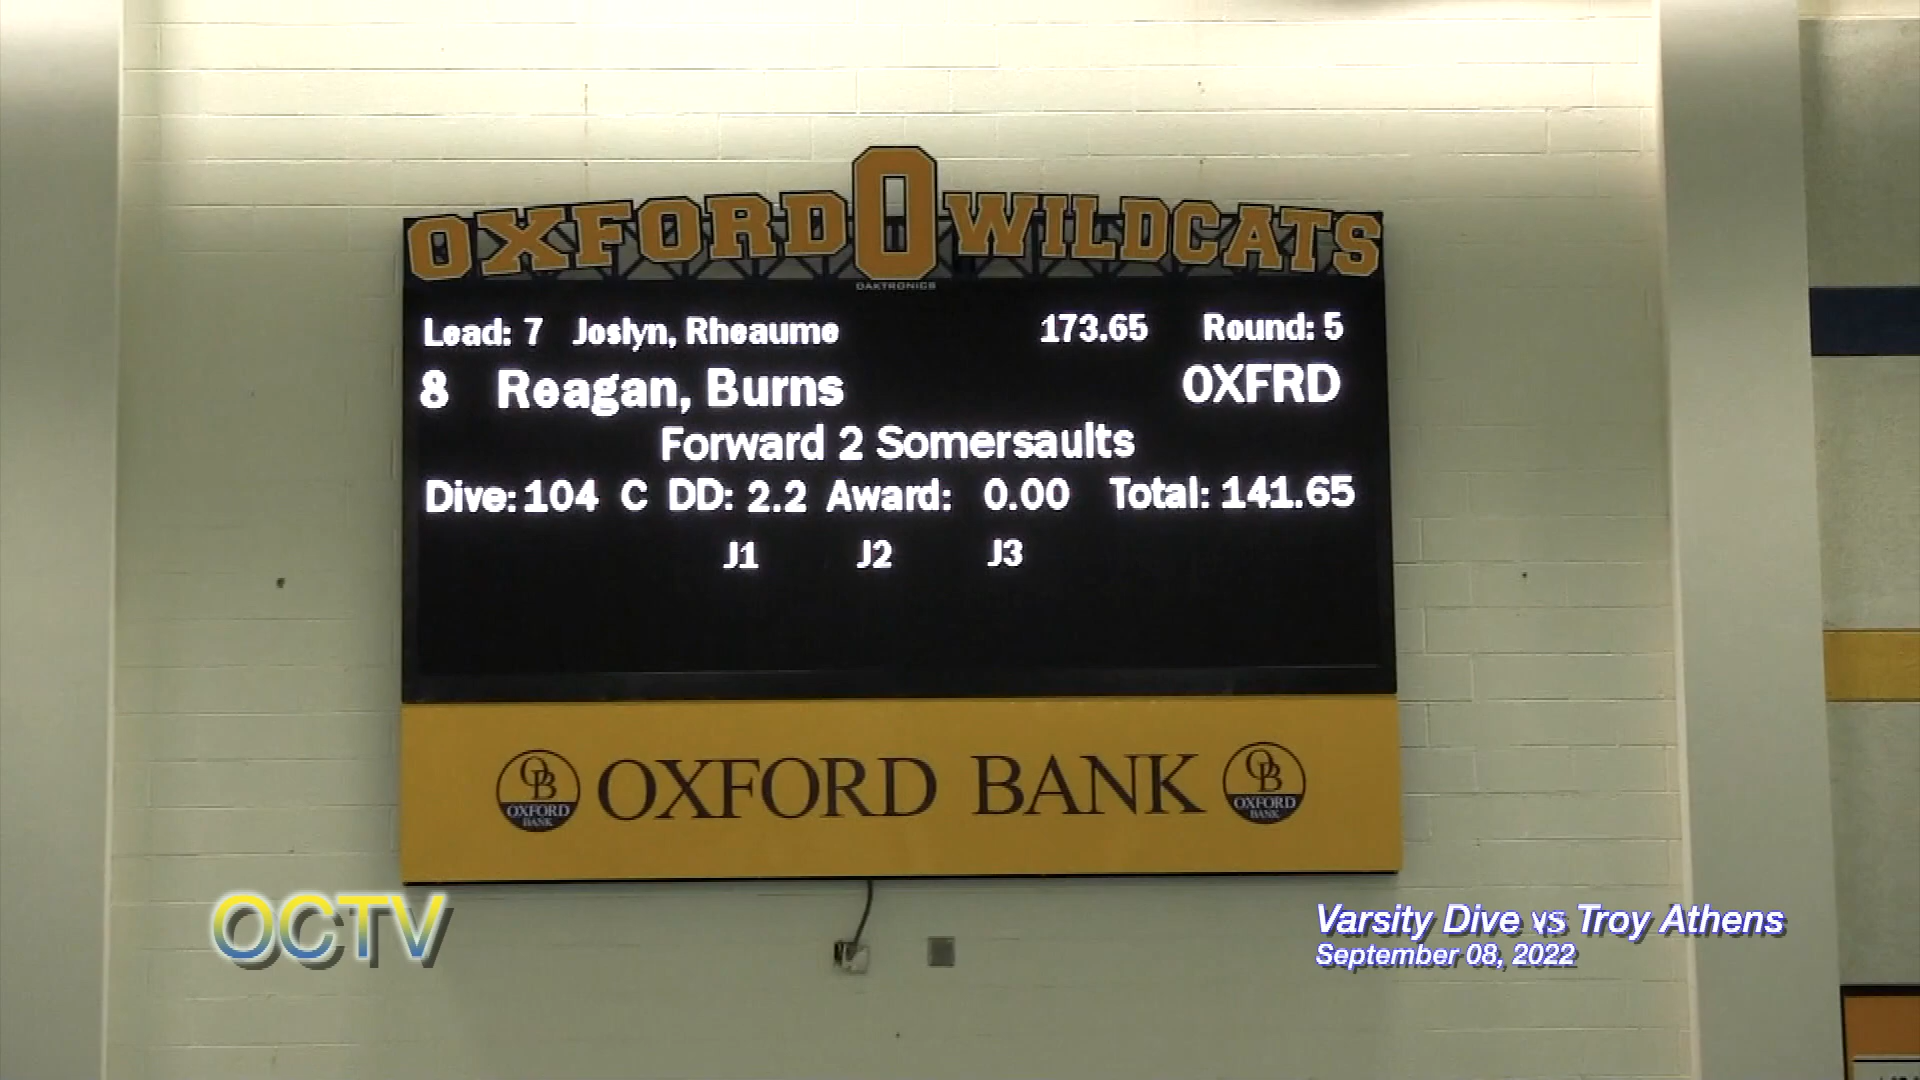 OXFORD O WILDCATS
DAKTRONICS
Lead: 7 Joslyn, Rheaume 173.65 Round: 5
8 Reagan, Burns OXFRD
Forward 2 Somersaults
Dive: 104 C DD: 2.2 Award: 0.00 Total: 141.65
J1 J2 J3
OB OXFORD BANK OXFORD BANK OB OXFORD BANK
OCTV
Varsity Dive vs Troy Athens
September 08, 2022